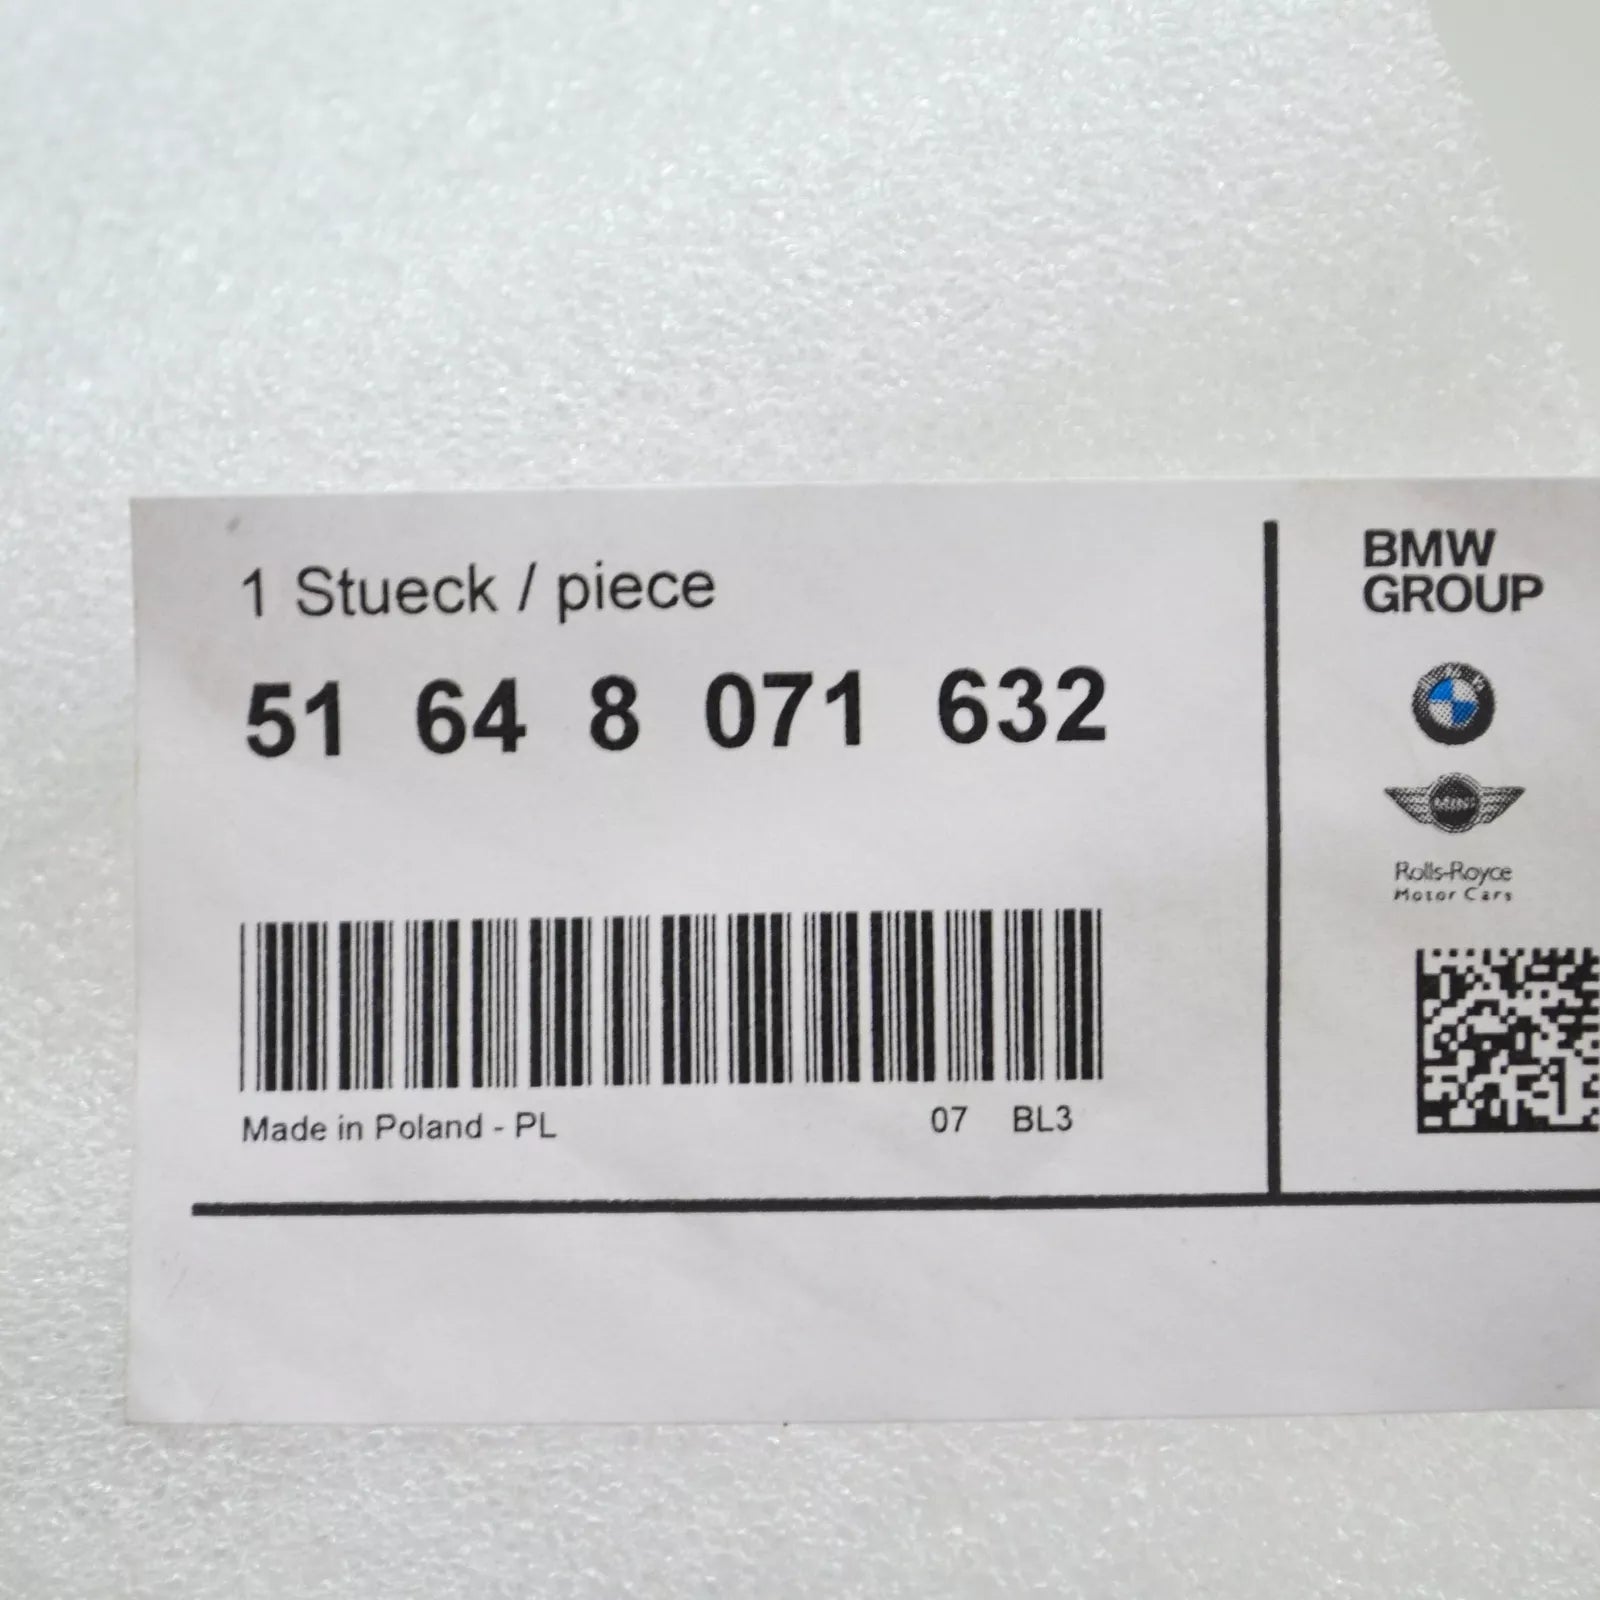 1 Stueck / piece
51 64 8 071 632
Made in Poland - PL
07 BL3
BMW
GROUP
MINI
Rolls-Royce
Motor Cars